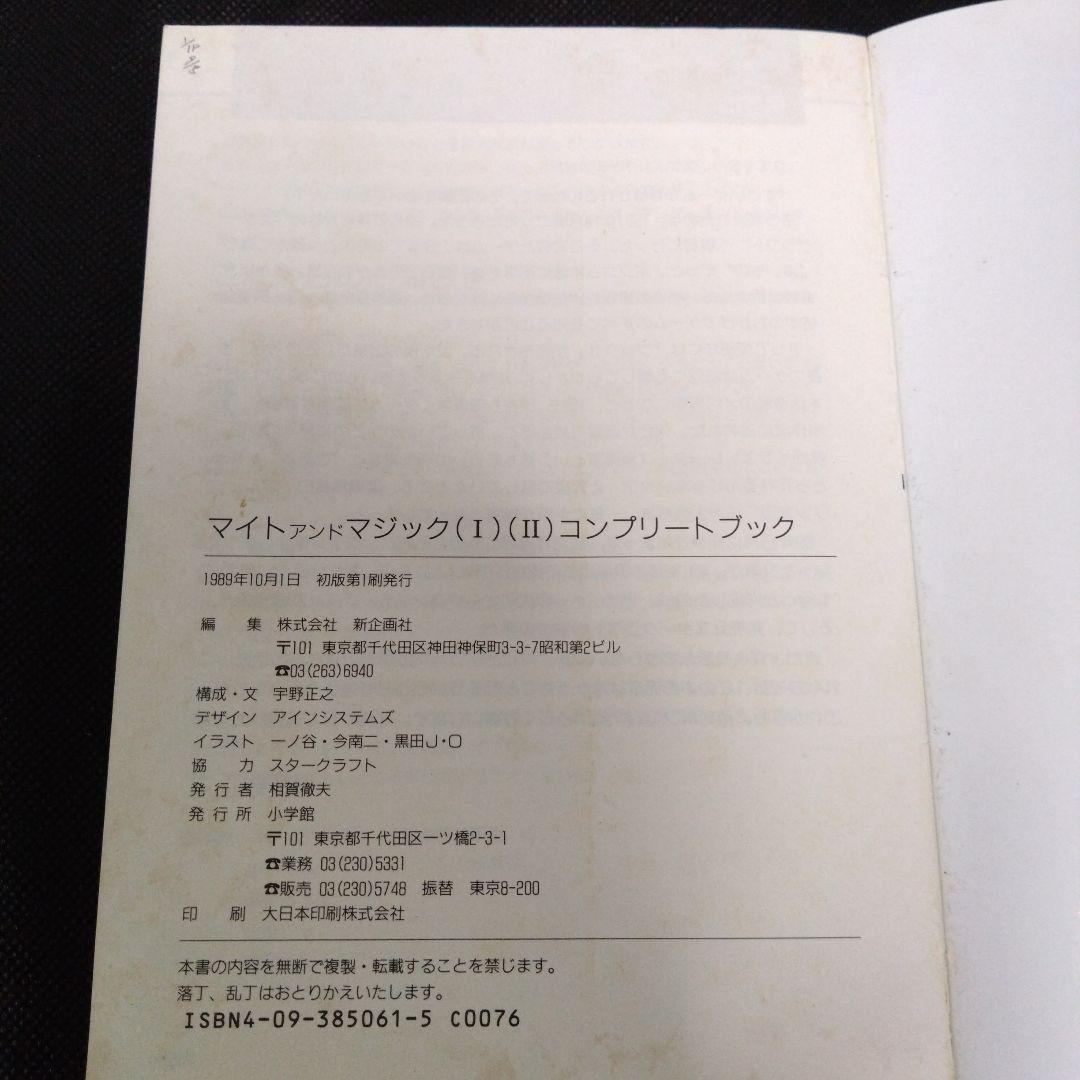 マイトアンドマジック(Ⅰ)(Ⅱ)コンプリートブック
1989年10月1日 初版第1刷発行
編 集 株式会社 新企画社
〒101 東京都千代田区神田神保町3-3-7昭和第2ビル
☎03(263)6940
構成・文 宇野正之
デザイン アインシステムズ
イラスト 一ノ谷・今南二・黒田J・O
協 力 スタークラフト
発行者 相賀徹夫
発行所 小学館
〒101 東京都千代田区一ツ橋2-3-1
☎業務 03(230)5331
☎販売 03(230)5748 振替 東京8-200
印 刷 大日本印刷株式会社
本書の内容を無断で複製・転載することを禁じます。
落丁、乱丁はおとりかえいたします。
ISBN4-09-385061-5 C0076